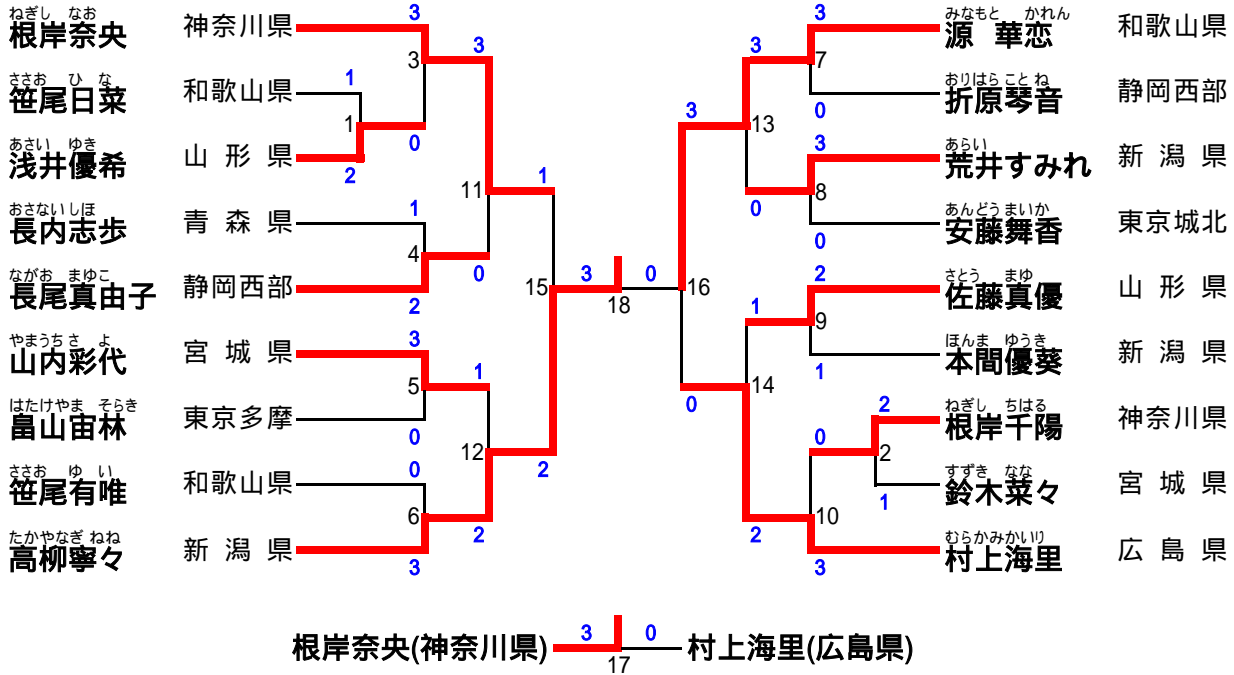 ねぎし なお
根岸奈央 神奈川県
ささお ひな
笹尾日菜 和歌山県
あさい ゆき
浅井優希 山形県
おさないしほ
長内志歩 青森県
ながお まゆこ
長尾真由子 静岡西部
やまうちさよ
山内彩代 宮城県
はたけやま そらき
畠山宙林 東京多摩
ささお ゆい
笹尾有唯 和歌山県
たかやなぎ ねね
高柳寧々 新潟県
3
3
3
1
1
0
2
11
1
1
4
0
2
15
3
18
0
3
5
1
0
12
2
0
6
2
3
3
7
3
0
3
13
3
8
0
0
16
2
1
9
1
14
0
2
0
2
1
10
2
3
みなもと かれん
源 華恋 和歌山県
おりはらことね
折原琴音 静岡西部
あらい
荒井すみれ 新潟県
あんどうまいか
安藤舞香 東京城北
さとう まゆ
佐藤真優 山形県
ほんま ゆうき
本間優葵 新潟県
ねぎし ちはる
根岸千陽 神奈川県
すずき なな
鈴木菜々 宮城県
むらかみかいり
村上海里 広島県
根岸奈央(神奈川県) 3 0 村上海里(広島県)
17